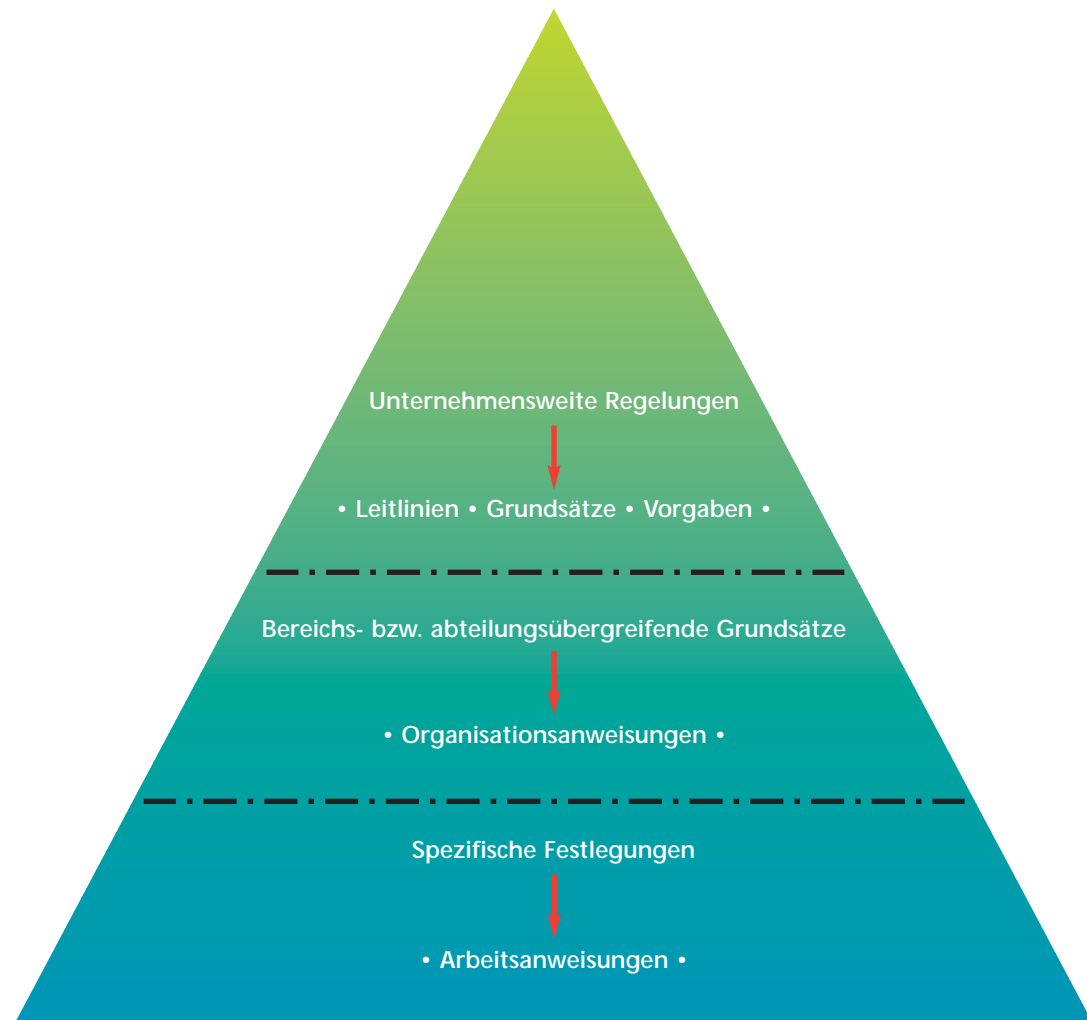 Unternehmensweite Regelungen
• Leitlinien • Grundsätze • Vorgaben •
Bereichs- bzw. abteilungsübergreifende Grundsätze
• Organisationsanweisungen •
Spezifische Festlegungen
• Arbeitsanweisungen •